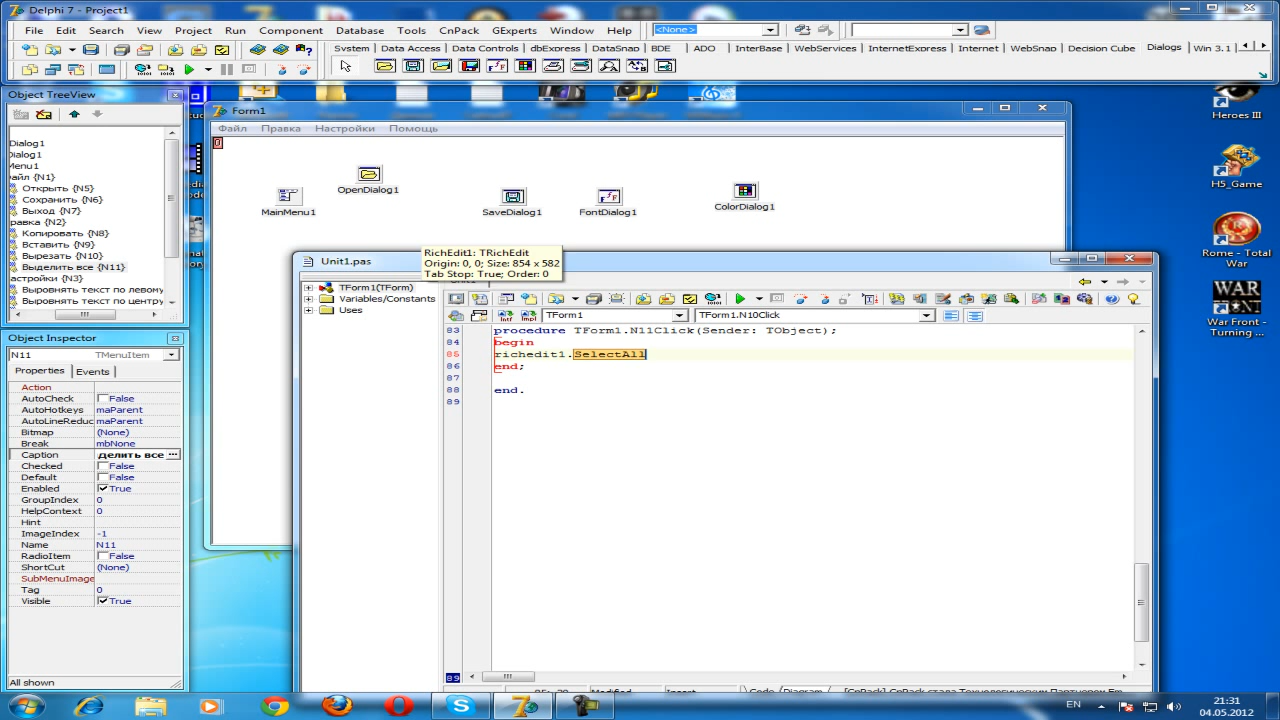 Delphi 7 - Project1
File Edit Search View Project Run Component Database Tools CnPack GExperts Window Help
<None>
System Data Access Data Controls dbExpress DataSnap BDE ADO InterBase WebServices InternetExpress Internet WebSnap Decision Cube Dialogs Win 3.1
Object TreeView
Dialog1
Dialog1
Menu1
айл {N1}
Открыть {N5}
Сохранить {N6}
Выход {N7}
равка {N2}
Копировать {N8}
Вставить {N9}
Вырезать {N10}
Выделить все {N11}
астройки {N3}
Выровнять текст по левому
Выровнять текст по центру
Form1
Файл Правка Настройки Помощь
0
MainMenu1
OpenDialog1
SaveDialog1
FontDialog1
ColorDialog1
RichEdit1: TRichEdit
Origin: 0, 0; Size: 854 x 582
Tab Stop: True; Order: 0
Heroes III
H5_Game
Rome - Total
War
War Front -
Turning ...
Object Inspector
N11 TMenuItem
Properties Events
Action
AutoCheck False
AutoHotkeys maParent
AutoLineReduc maParent
Bitmap (None)
Break mbNone
Caption делить все ...
Checked False
Default False
Enabled True
GroupIndex 0
HelpContext 0
Hint
ImageIndex -1
Name N11
RadioItem False
ShortCut (None)
SubMenuImage
Tag 0
Visible True
All shown
Unit1.pas
TForm1(TForm)
Variables/Constants
Uses
TForm1 TForm1.N10Click
83 procedure TForm1.N11Click(Sender: TObject);
84 begin
85 richedit1.SelectAll
86 end;
87
88 end.
89
89
Modified Insert Code Diagram
EN 21:31
04.05.2012